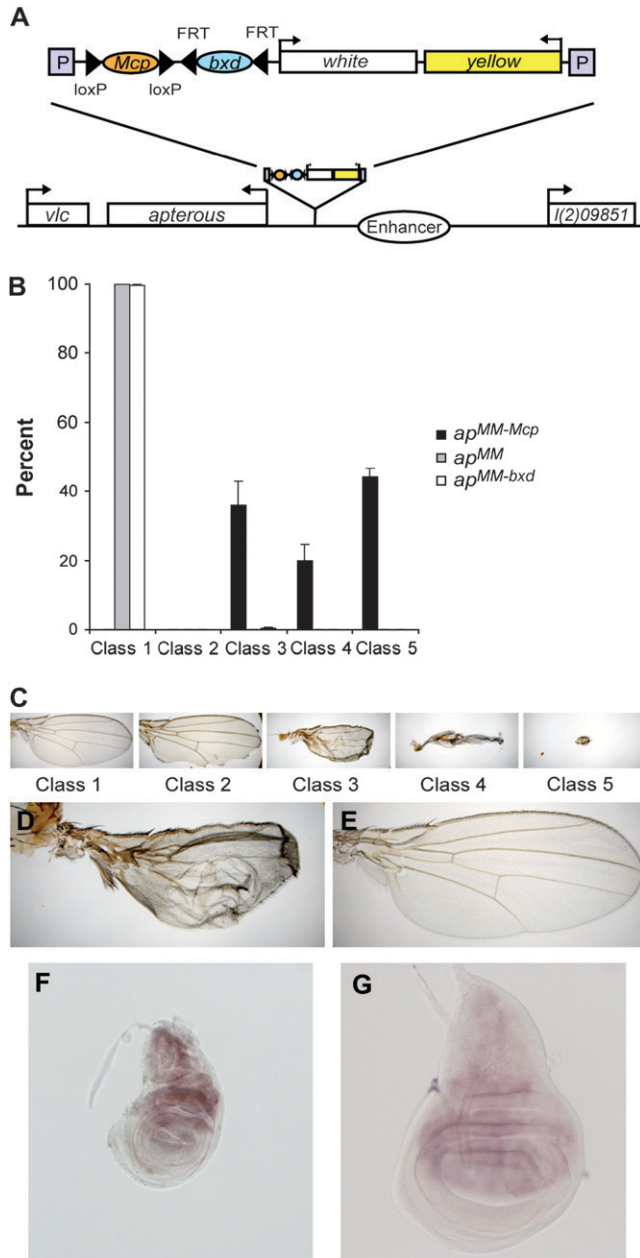 A
FRT FRT
P Mcp bxd white yellow P
loxP loxP
vlc apterous Enhancer l(2)09851
B
100
80
60
40
20
0
Percent
Class 1 Class 2 Class 3 Class 4 Class 5
ap^MM-Mcp
ap^MM
ap^MM-bxd
C
Class 1 Class 2 Class 3 Class 4 Class 5
D E
F G